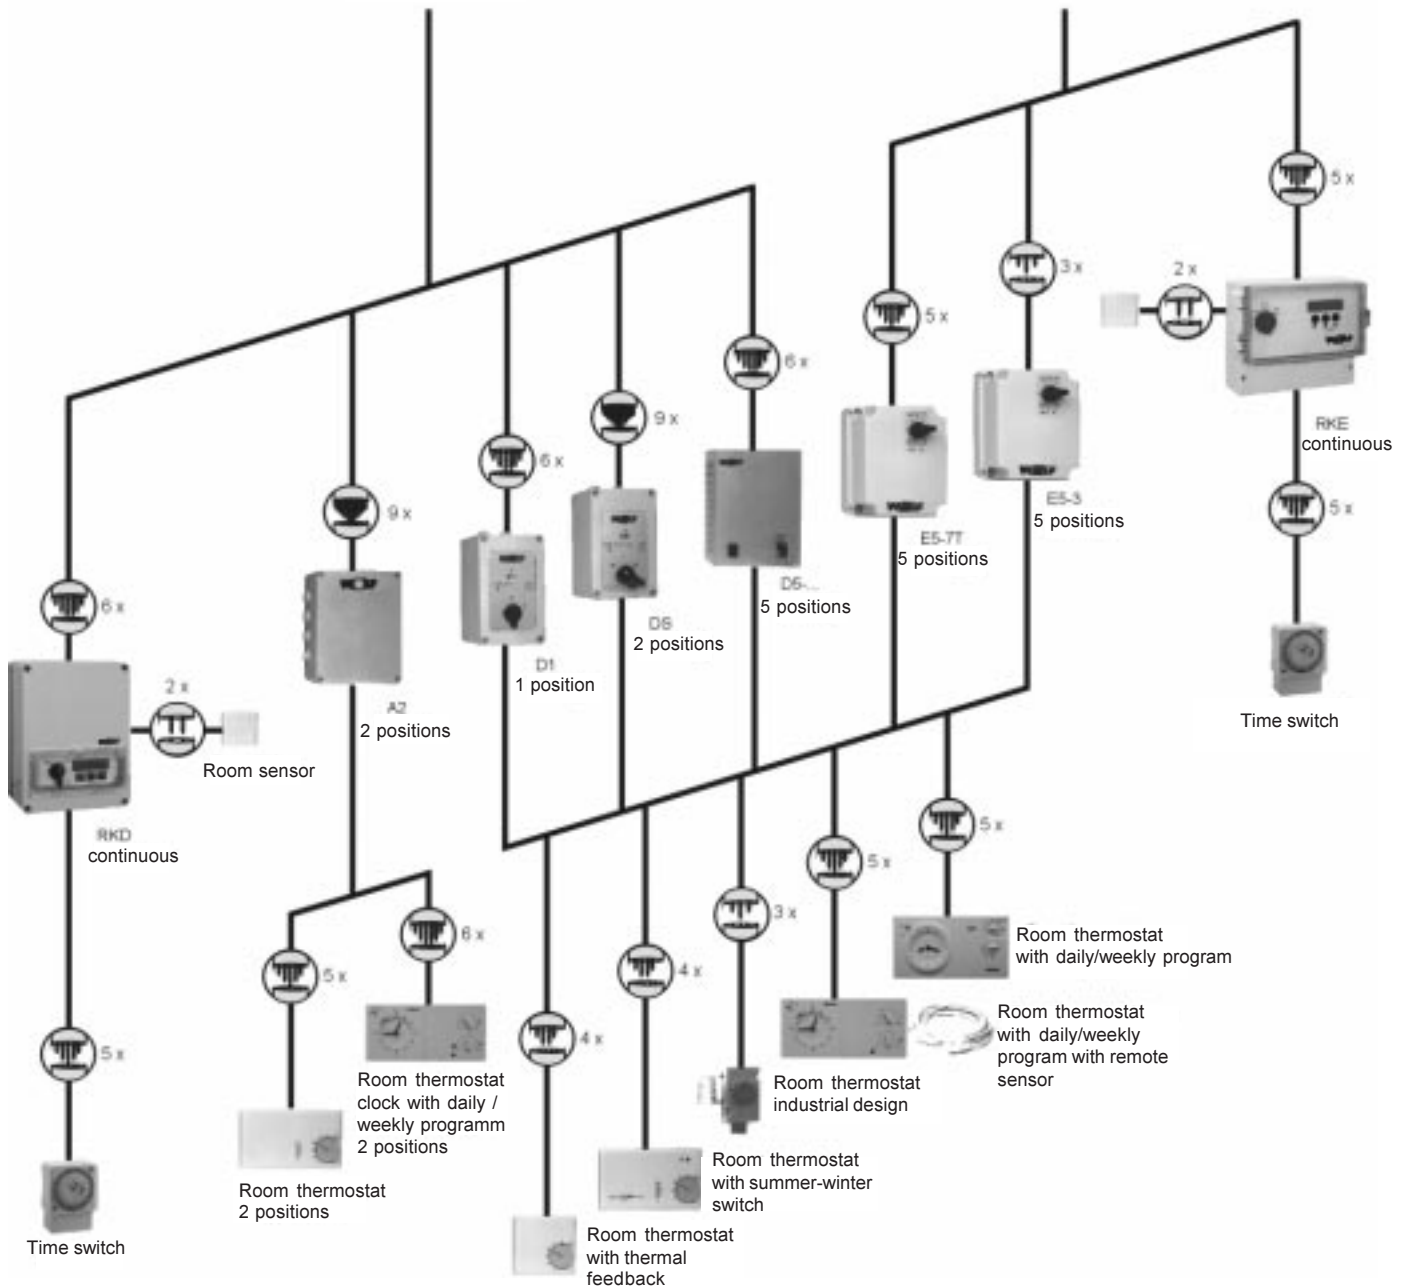 5 x
3 x
2 x
5 x
6 x
9 x
6 x
RKE
continuous
9 x
WOLF
6 x
5 x
E5-3
5 positions
E5-7T
5 positions
D5-...
5 positions
DS
2 positions
D1
1 position
A2
2 positions
2 x
Room sensor
Time switch
RKD
continuous
5 x
5 x
3 x
6 x
5 x
4 x
4 x
5 x
Room thermostat
with daily/weekly program
Room thermostat
with daily/weekly
program with remote
sensor
Room thermostat
clock with daily /
weekly programm
2 positions
Room thermostat
industrial design
Room thermostat
with summer-winter
switch
Room thermostat
2 positions
Room thermostat
with thermal
feedback
Time switch